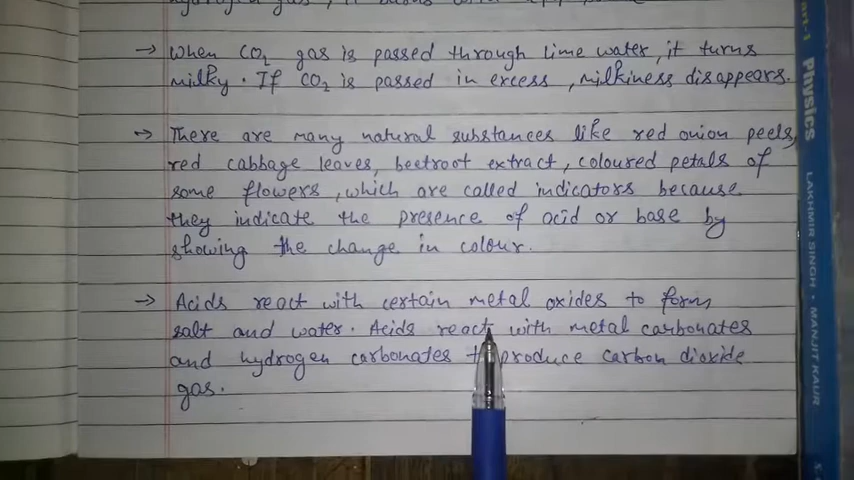 → When CO₂ gas is passed through lime water, it turns
milky. If CO₂ is passed in excess, milkiness disappears.
→ There are many natural substances like red onion peels,
red cabbage leaves, beetroot extract, coloured petals of
some flowers, which are called indicators because
they indicate the presence of acid or base by
showing the change in colour.
→ Acids react with certain metal oxides to form
salt and water. Acids react with metal carbonates
and hydrogen carbonates produce carbon dioxide
gas.
Part-1 Physics
LAKHMIR SINGH • MANJIT KAUR